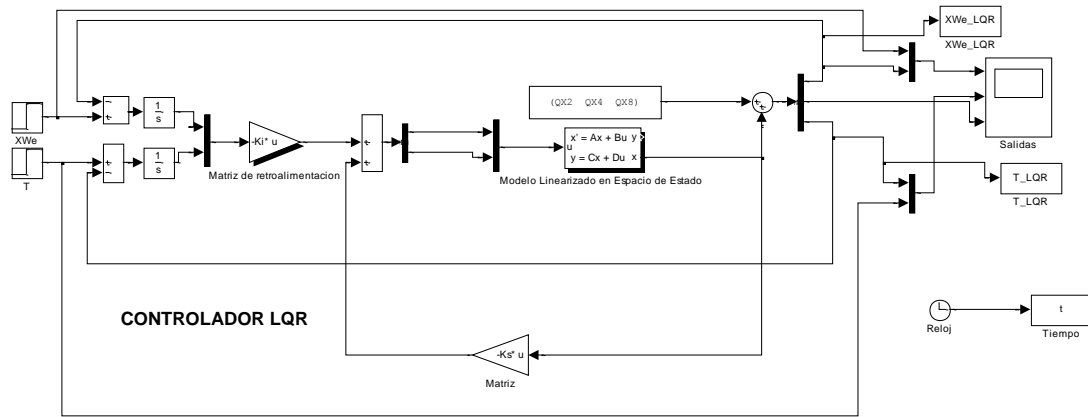 XWe_LQR
XWe_LQR
XWe
1
s
-Ki* u
Matriz de retroalimentacion
(QX2 QX4 QX8)
x' = Ax + Bu
y = Cx + Du
u
y
x
Modelo Linearizado en Espacio de Estado
Salidas
T
1
s
T_LQR
T_LQR
CONTROLADOR LQR
-Ks* u
Matriz
Reloj
t
Tiempo